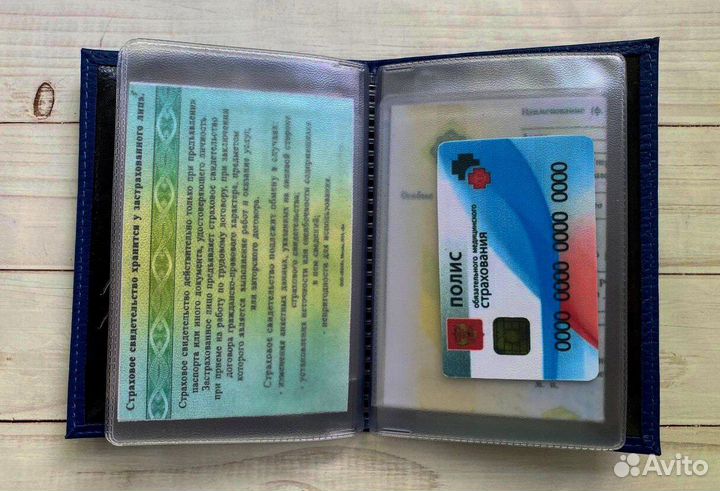 Страховое свидетельство хранится у застрахованного лица.
Страховое свидетельство действительно только при предъявлении
паспорта или иного документа, удостоверяющего личность.
Застрахованное лицо предъявляет страховое свидетельство
при приеме на работу по трудовому договору, при заключении
договора гражданско-правового характера, предметом
которого является выполнение работ и оказание услуг,
или авторского договора.
Страховое свидетельство подлежит обмену в случаях:
- изменения анкетных данных, указанных на лицевой стороне
страхового свидетельства;
- установления неточности или ошибочности содержащихся
в нем сведений;
- непригодности для использования.
Наименование (ф
Особые
ПОЛИС
обязательного медицинского
страхования
0000 0000 0000 0000
Avito